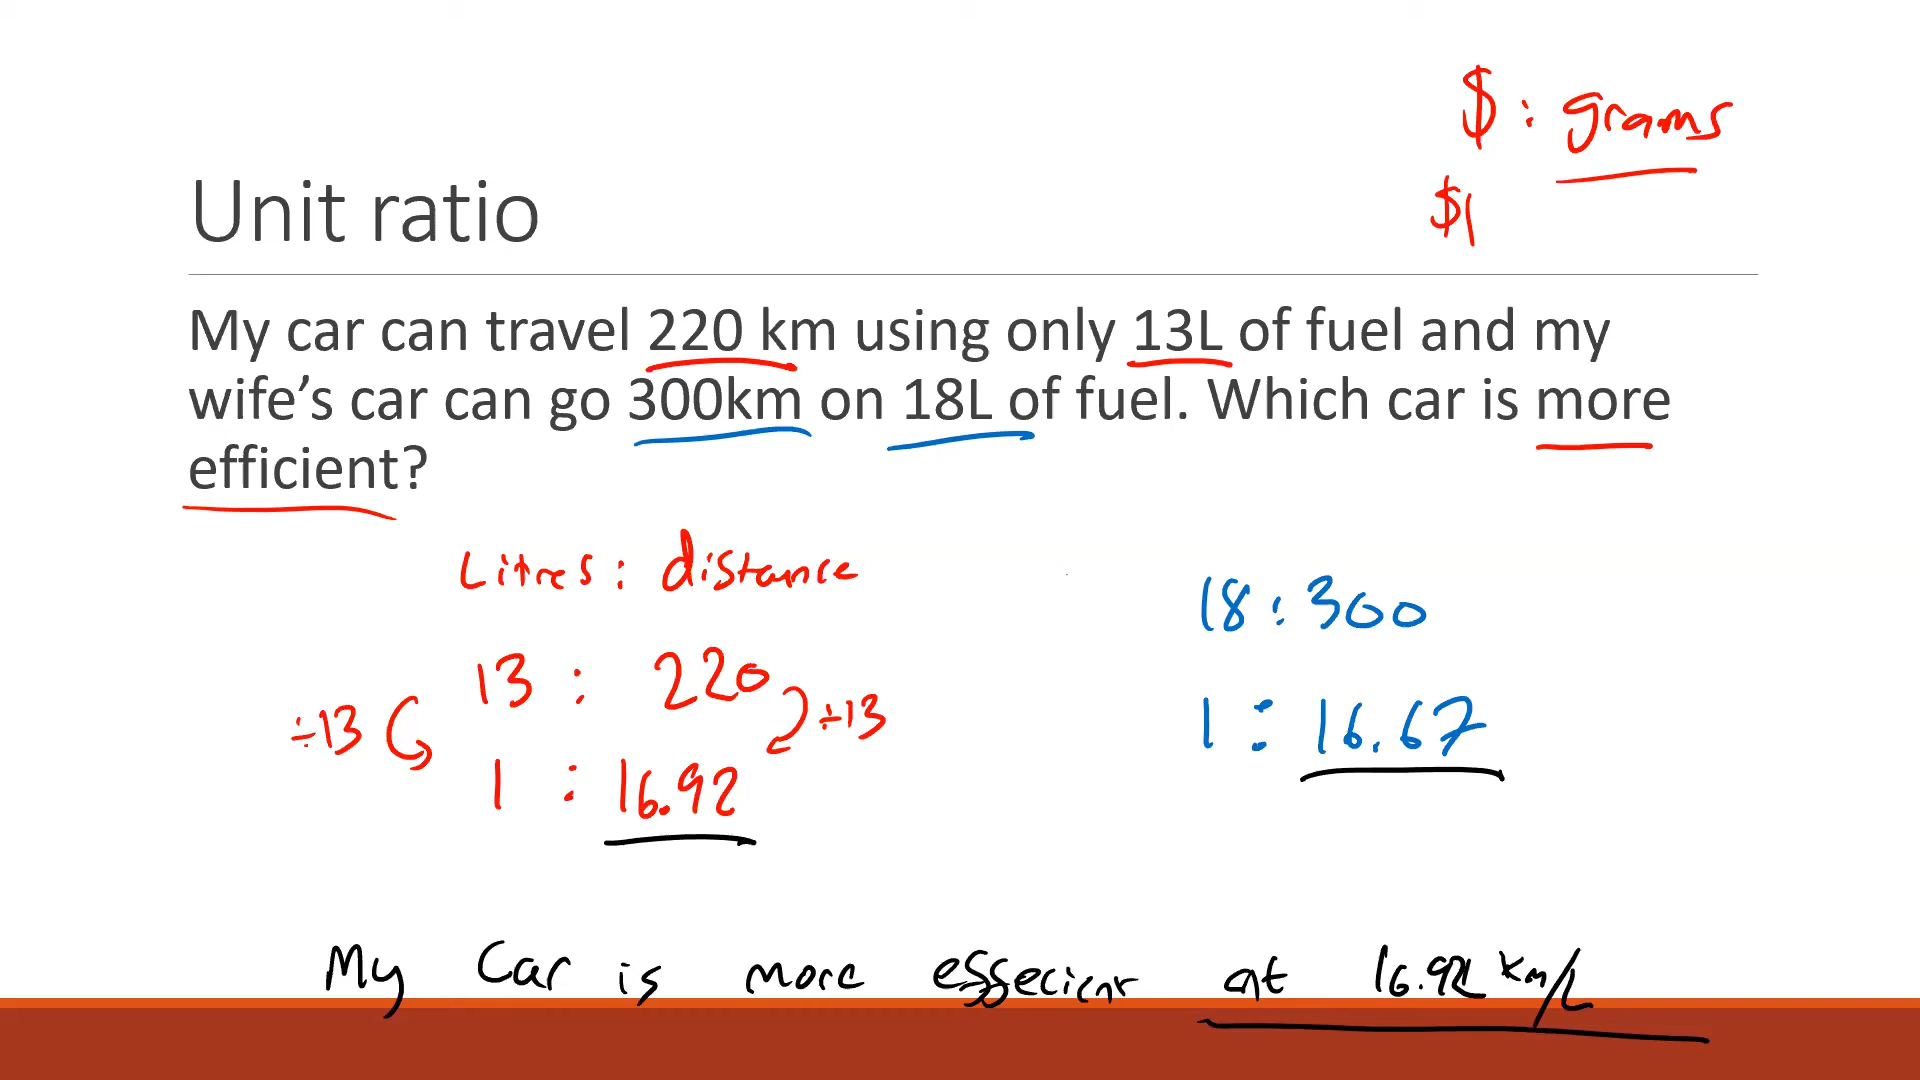 $ : grams
$1
Unit ratio
My car can travel 220 km using only 13L of fuel and my
wife's car can go 300km on 18L of fuel. Which car is more
efficient?
Litres : distance
18 : 300
13 : 220
÷13 ÷13
1 : 16.67
1 : 16.92
My Car is more effecient at 16.92 km/L